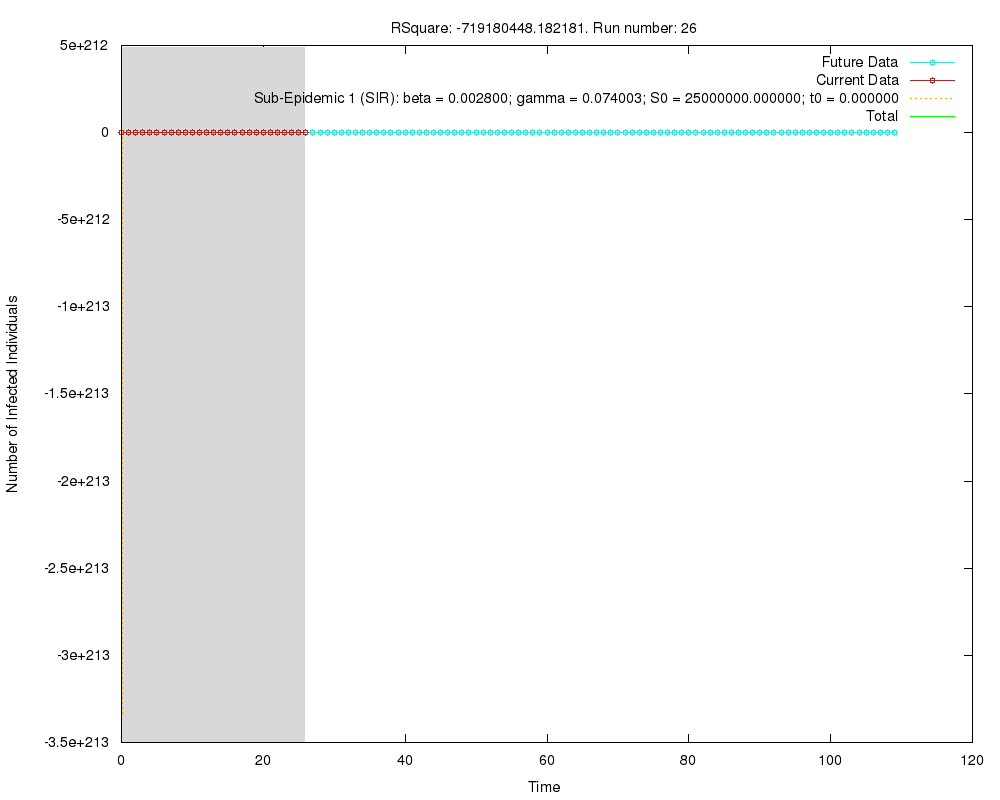 RSquare: -719180448.182181. Run number: 26
Future Data
Current Data
Sub-Epidemic 1 (SIR): beta = 0.002800; gamma = 0.074003; S0 = 25000000.000000; t0 = 0.000000
Total
5e+212
0
-5e+212
-1e+213
-1.5e+213
-2e+213
-2.5e+213
-3e+213
-3.5e+213
Number of Infected Individuals
0 20 40 60 80 100 120
Time